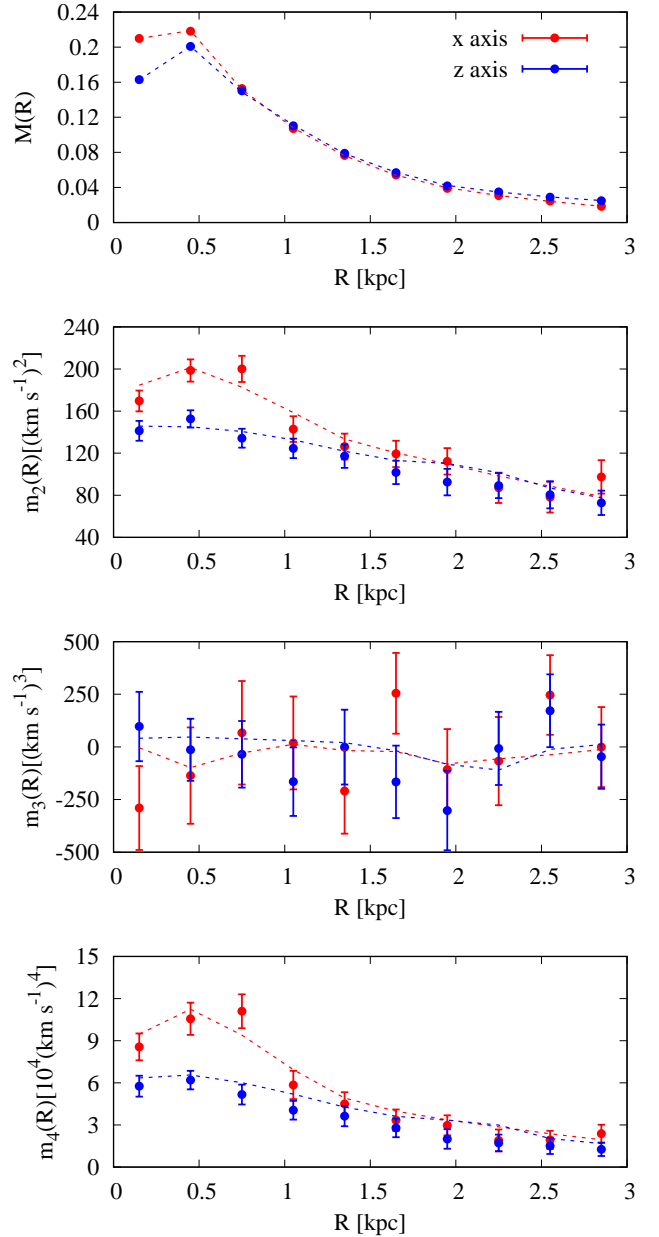 0.24
0.2
0.16
0.12
0.08
0.04
0
M(R)
x axis
z axis
0 0.5 1 1.5 2 2.5 3
R [kpc]
240
200
160
120
80
40
m₂(R)[(km s⁻¹)²]
0 0.5 1 1.5 2 2.5 3
R [kpc]
500
250
0
-250
-500
m₃(R)[(km s⁻¹)³]
0 0.5 1 1.5 2 2.5 3
R [kpc]
15
12
9
6
3
0
m₄(R)[10⁴(km s⁻¹)⁴]
0 0.5 1 1.5 2 2.5 3
R [kpc]